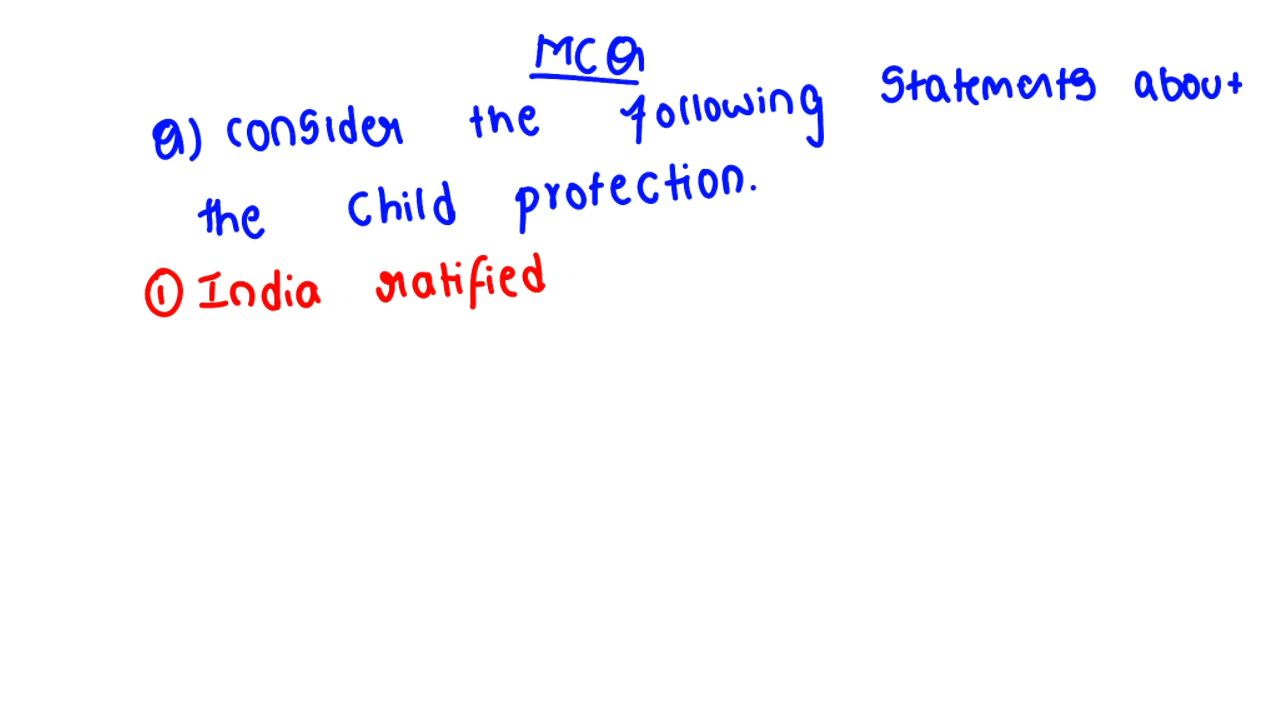 MCQ
Q) Consider the following Statements about
the Child protection.
① India ratified